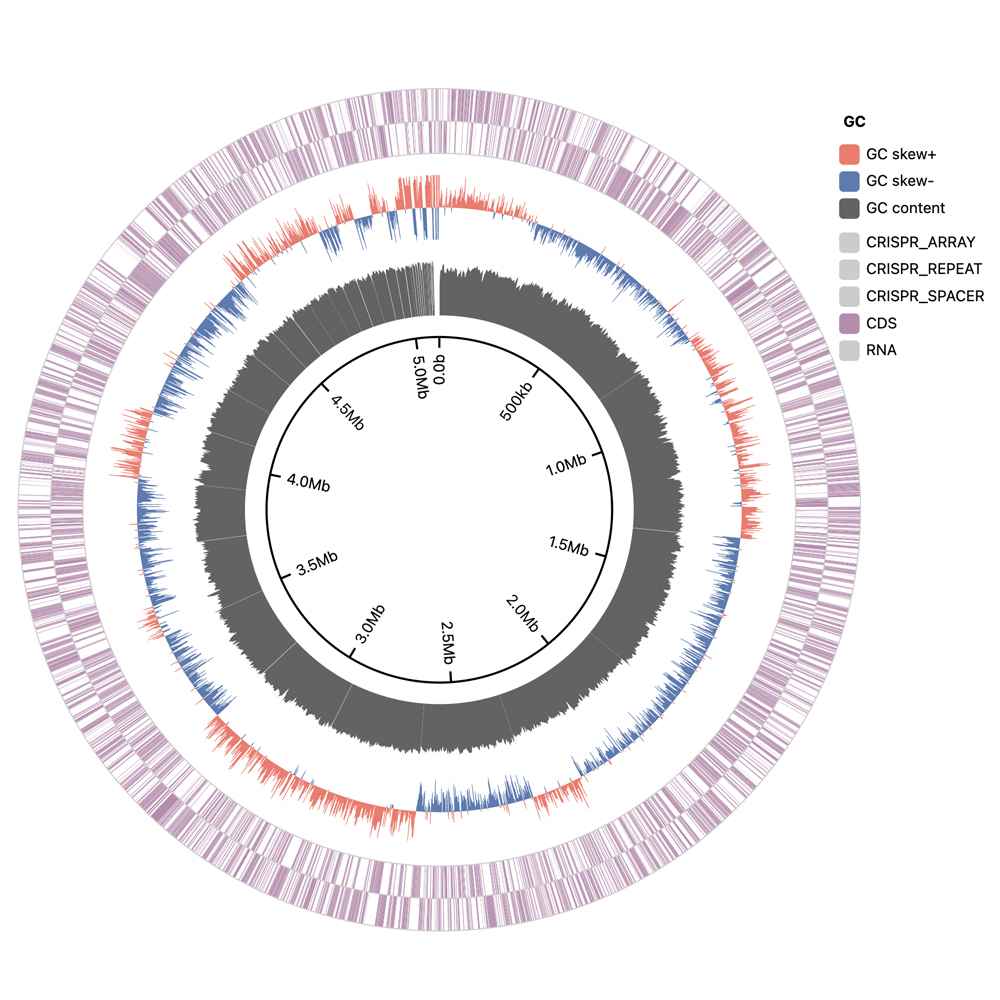 GC
GC skew+
GC skew-
GC content
CRISPR_ARRAY
CRISPR_REPEAT
CRISPR_SPACER
CDS
RNA
0.0b
500kb
1.0Mb
1.5Mb
2.0Mb
2.5Mb
3.0Mb
3.5Mb
4.0Mb
4.5Mb
5.0Mb